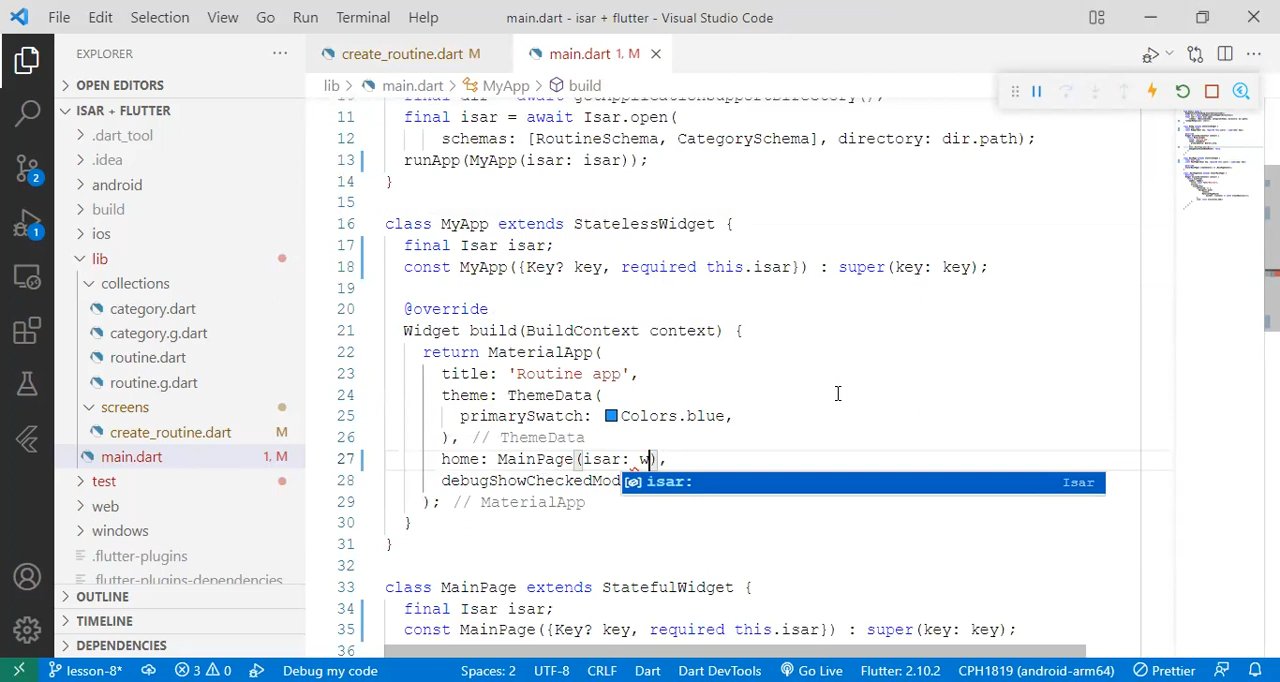 File Edit Selection View Go Run Terminal Help main.dart - isar + flutter - Visual Studio Code
EXPLORER
OPEN EDITORS
ISAR + FLUTTER
.dart_tool
.idea
android
build
ios
lib
collections
category.dart
category.g.dart
routine.dart
routine.g.dart
screens
create_routine.dart M
main.dart 1, M
test
web
windows
.flutter-plugins
.flutter-plugins-dependencies
OUTLINE
TIMELINE
DEPENDENCIES
create_routine.dart M main.dart 1, M
lib > main.dart > MyApp > build
10 final dir = await getApplicationSupportDirectory();
11 final isar = await Isar.open(
12 schemas: [RoutineSchema, CategorySchema], directory: dir.path);
13 runApp(MyApp(isar: isar));
14 }
15
16 class MyApp extends StatelessWidget {
17 final Isar isar;
18 const MyApp({Key? key, required this.isar}) : super(key: key);
19
20 @override
21 Widget build(BuildContext context) {
22 return MaterialApp(
23 title: 'Routine app',
24 theme: ThemeData(
25 primarySwatch: Colors.blue,
26 ), // ThemeData
27 home: MainPage(isar: w),
28 debugShowCheckedMod
isar: Isar
29 ); // MaterialApp
30 }
31 }
32
33 class MainPage extends StatefulWidget {
34 final Isar isar;
35 const MainPage({Key? key, required this.isar}) : super(key: key);
36
lesson-8* 3 0 Debug my code Spaces: 2 UTF-8 CRLF Dart Dart DevTools Go Live Flutter: 2.10.2 CPH1819 (android-arm64) Prettier
2
1